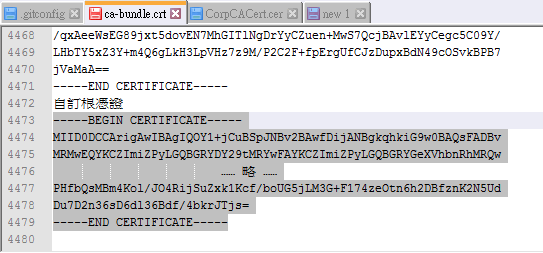 .gitconfig ca-bundle.crt CorpCACert.cer new 1
4468 /qxAeeWsEG89jxt5dovEN7MhGITlNgDrYyCZuen+MwS7QcjBAvlEYyCegc5C09Y/
4469 LHbTY5xZ3Y+m4Q6gLkH3LpVHz7z9M/P2C2F+fpErgUfCJzDupxBdN49cOSvkBPB7
4470 jVaMaA==
4471 -----END CERTIFICATE-----
4472 自訂根憑證
4473 -----BEGIN CERTIFICATE-----
4474 MIID0DCCArigAwIBAgIQOY1+jCuBSpJNBv2BAwfDijANBgkqhkiG9w0BAQsFADBv
4475 MRMwEQYKCZImiZPyLGQBGRYDY29tMRYwFAYKCZImiZPyLGQBGRYGeXVhbnRhMRQw
4476 …… 略 ……
4477 PHfbQsMBm4Kol/JO4RijSuZxk1Kcf/boUG5jLM3G+F174zeOtn6h2DBfznK2N5Ud
4478 Du7D2n36sD6dl36Bdf/4bkrJTjs=
4479 -----END CERTIFICATE-----
4480